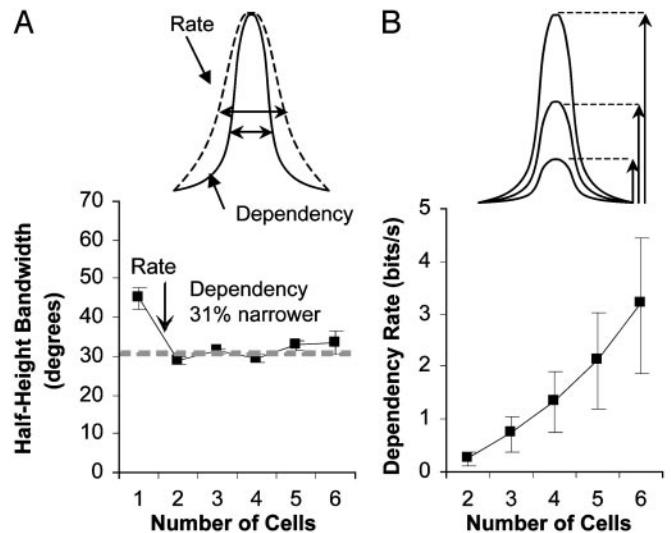 A
Rate
Dependency
70
60
50
40
30
20
10
0
Rate
Dependency
31% narrower
Half-Height Bandwidth
(degrees)
1 2 3 4 5 6
Number of Cells
B
5
4
3
2
1
0
Dependency Rate (bits/s)
2 3 4 5 6
Number of Cells